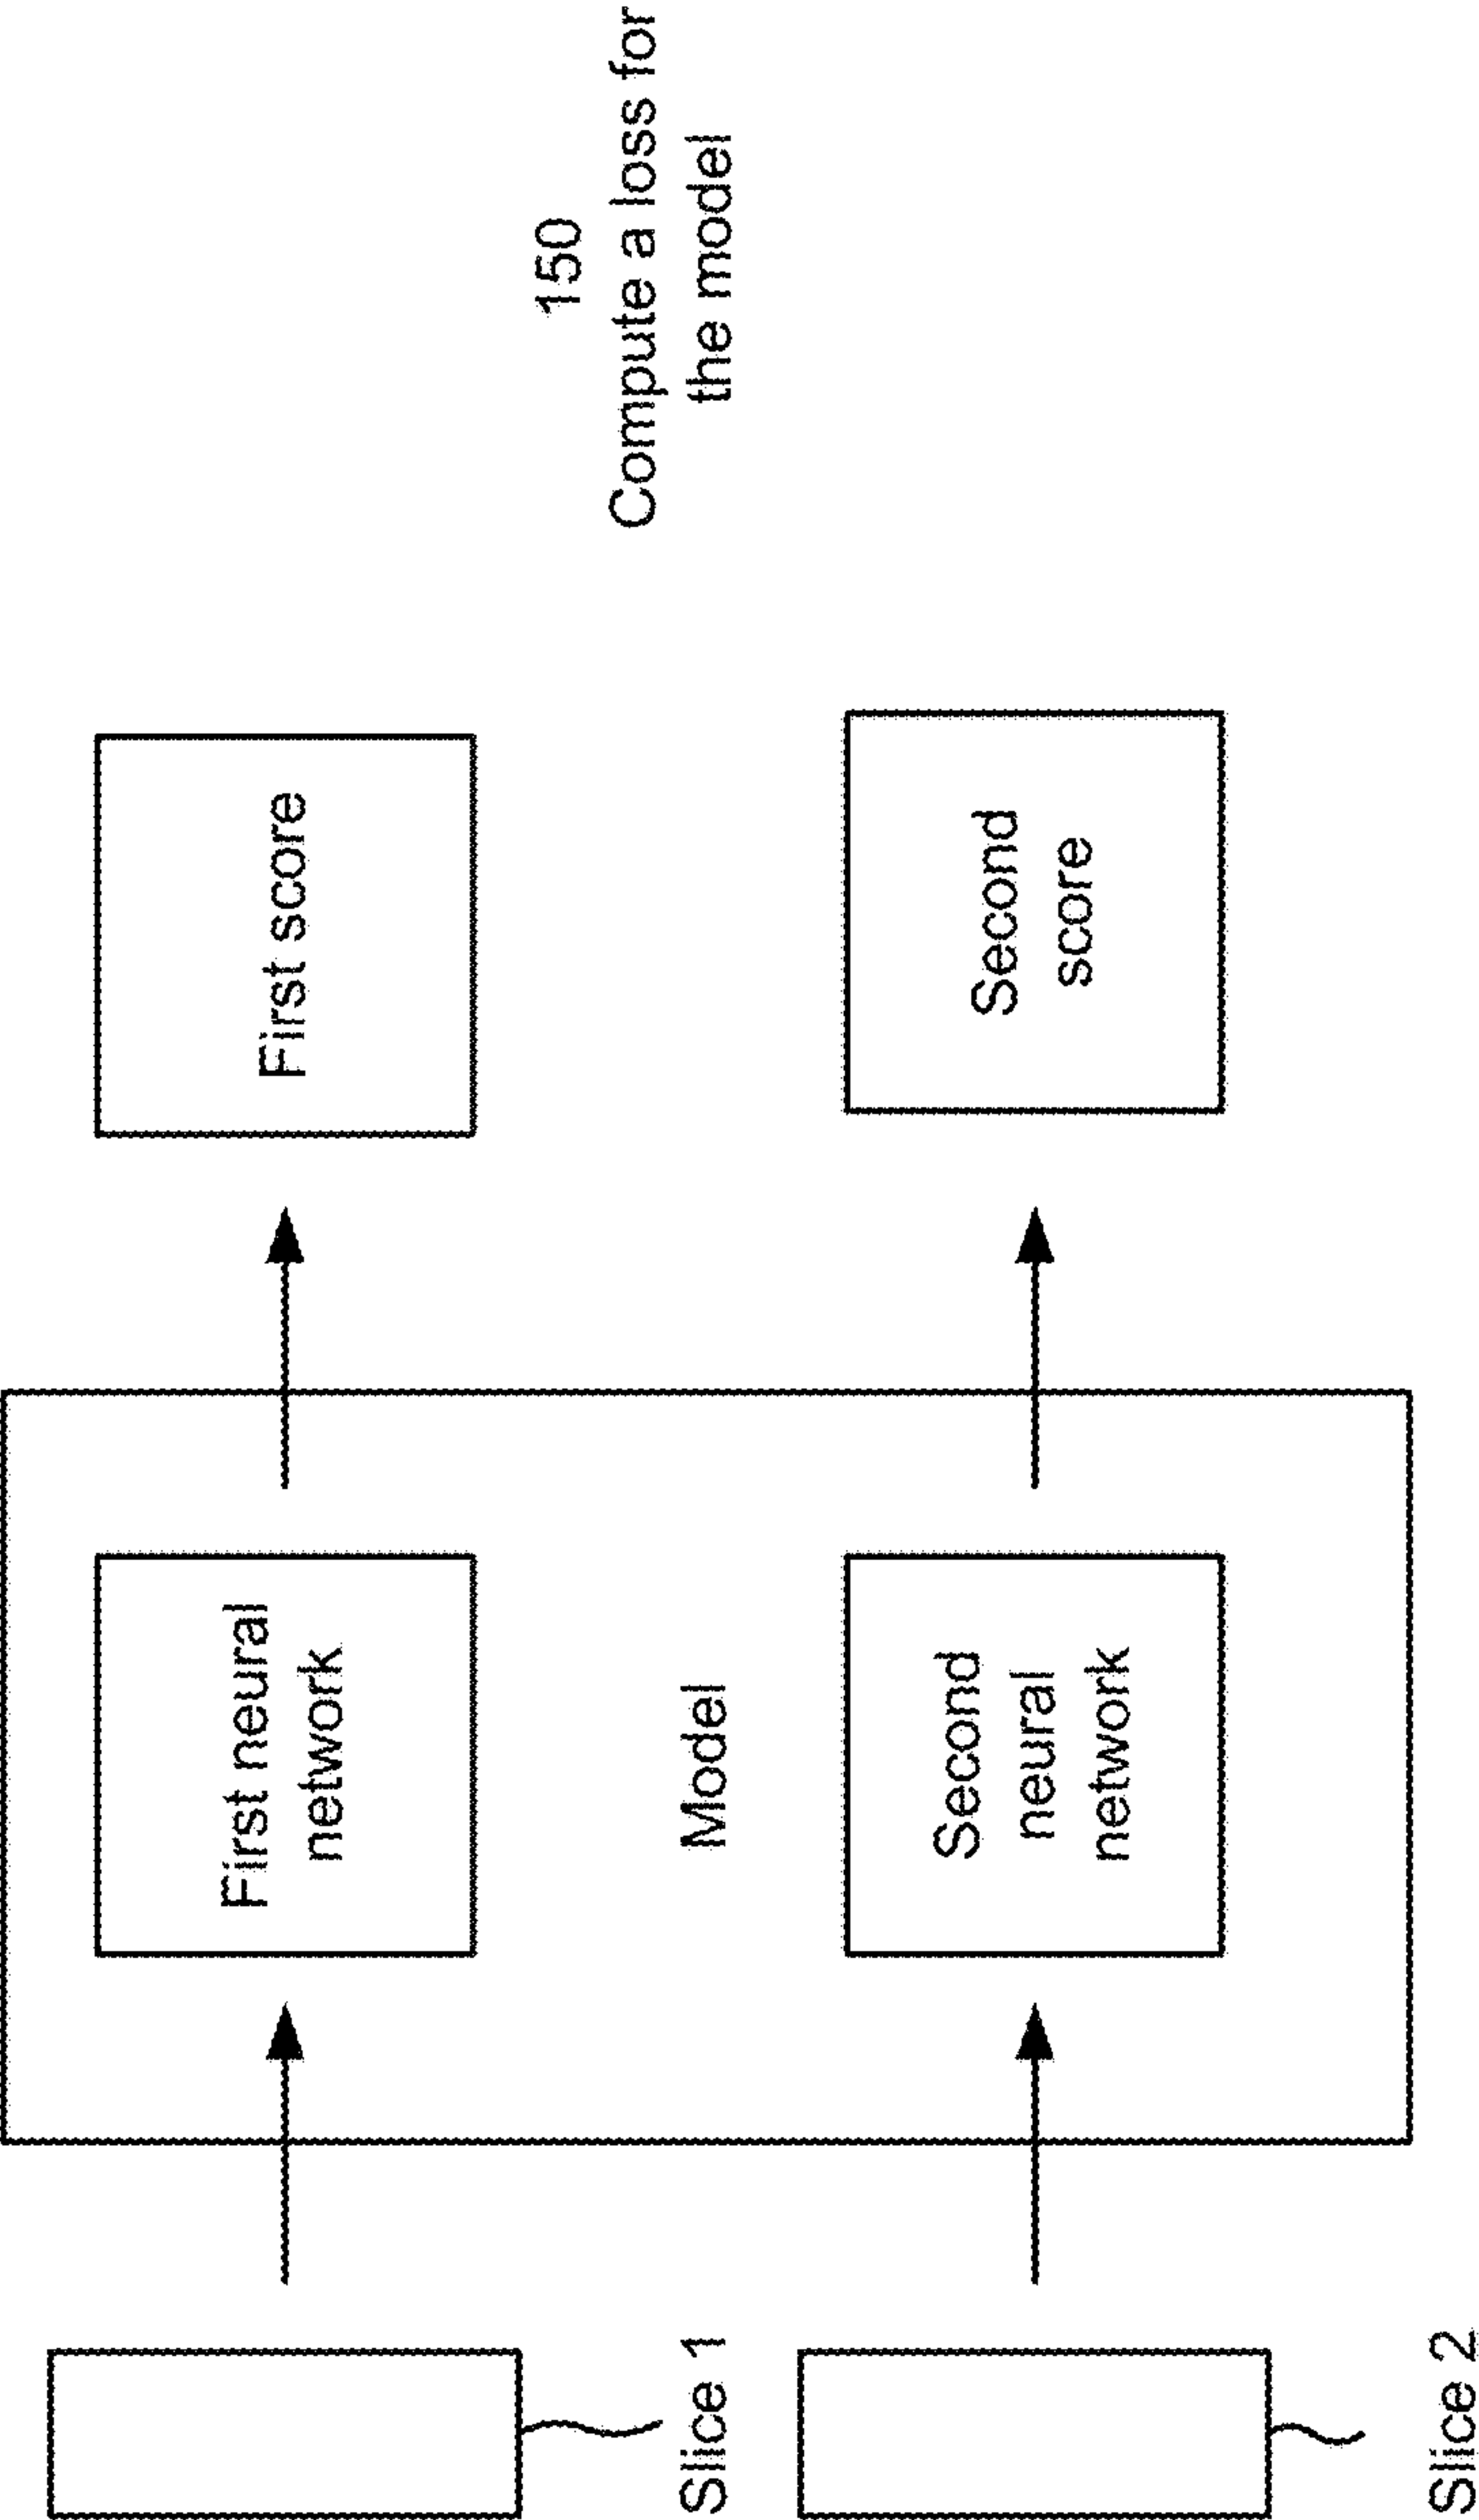 Slice 1
Slice 2
First neural
network
Model
Second
neural
network
First score
Second
score
150
Compute a loss for
the model